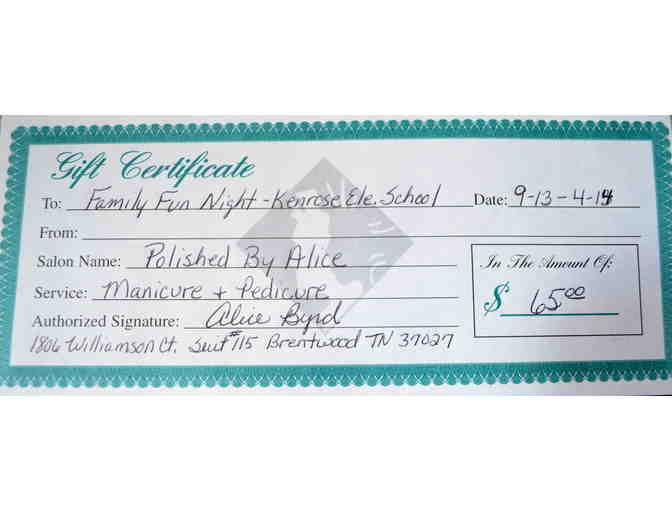 Gift Certificate
To: Family Fun Night - Kenrose Ele. School Date: 9-13-4-14
From:
Salon Name: Polished By Alice
In The Amount Of:
Service: Manicure + Pedicure
$ 65.00
Authorized Signature: Alice Byrd
1806 Williamson Ct. Suit #115 Brentwood TN 37027